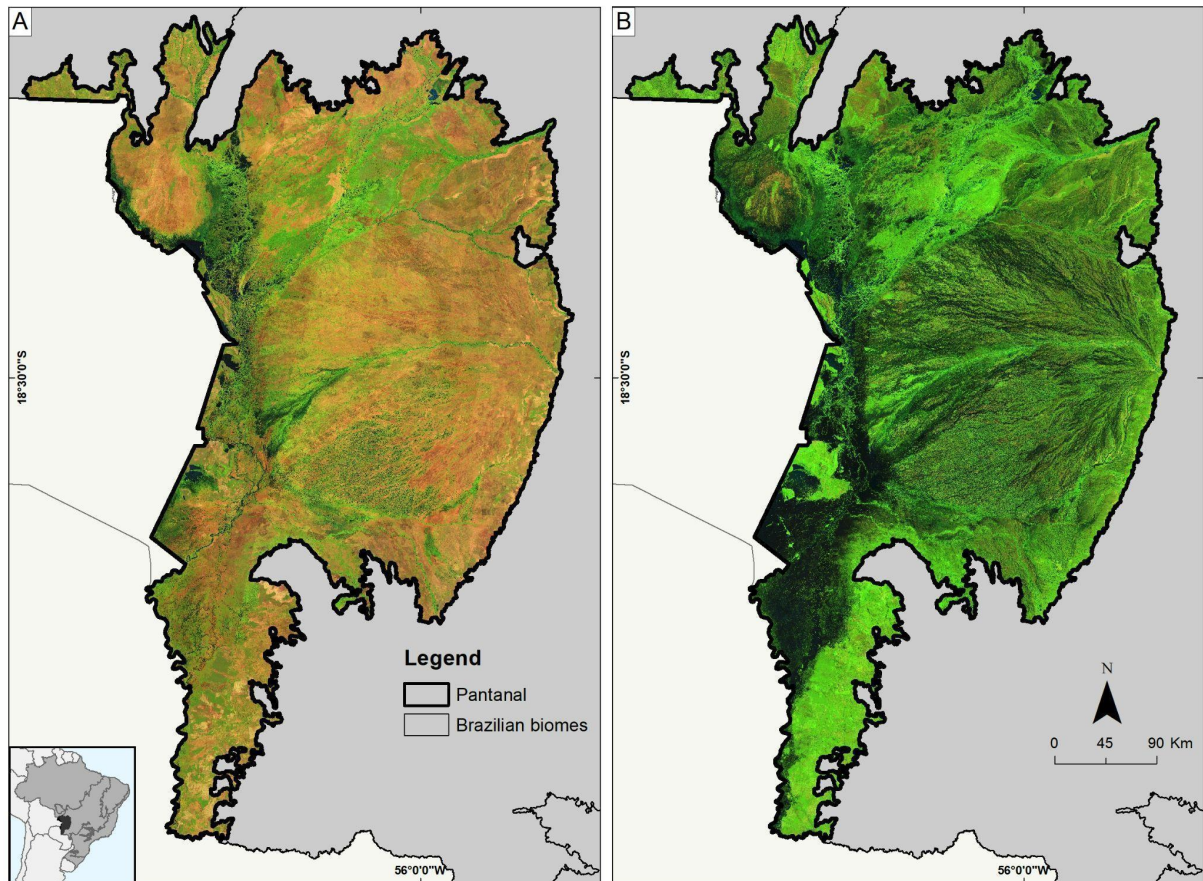 A
B
18°30'0"S
18°30'0"S
Legend
Pantanal
Brazilian biomes
N
0 45 90 Km
56°0'0"W
56°0'0"W